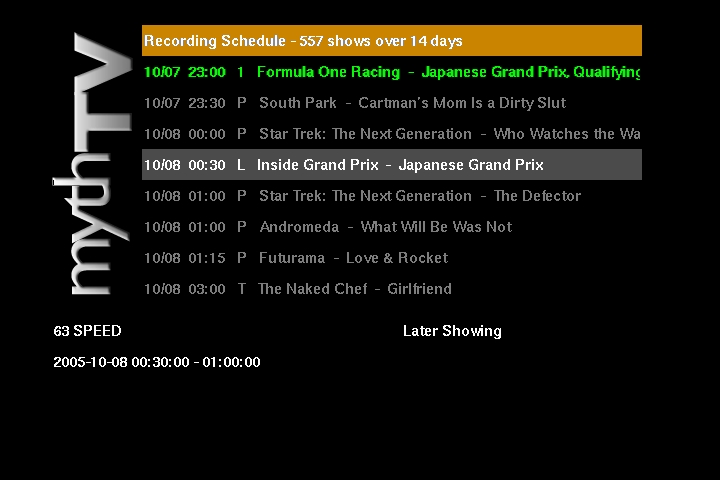 mythTV
Recording Schedule - 557 shows over 14 days
10/07 23:00 1 Formula One Racing - Japanese Grand Prix, Qualifying
10/07 23:30 P South Park - Cartman's Mom Is a Dirty Slut
10/08 00:00 P Star Trek: The Next Generation - Who Watches the Wa
10/08 00:30 L Inside Grand Prix - Japanese Grand Prix
10/08 01:00 P Star Trek: The Next Generation - The Defector
10/08 01:00 P Andromeda - What Will Be Was Not
10/08 01:15 P Futurama - Love & Rocket
10/08 03:00 T The Naked Chef - Girlfriend
63 SPEED Later Showing
2005-10-08 00:30:00 - 01:00:00